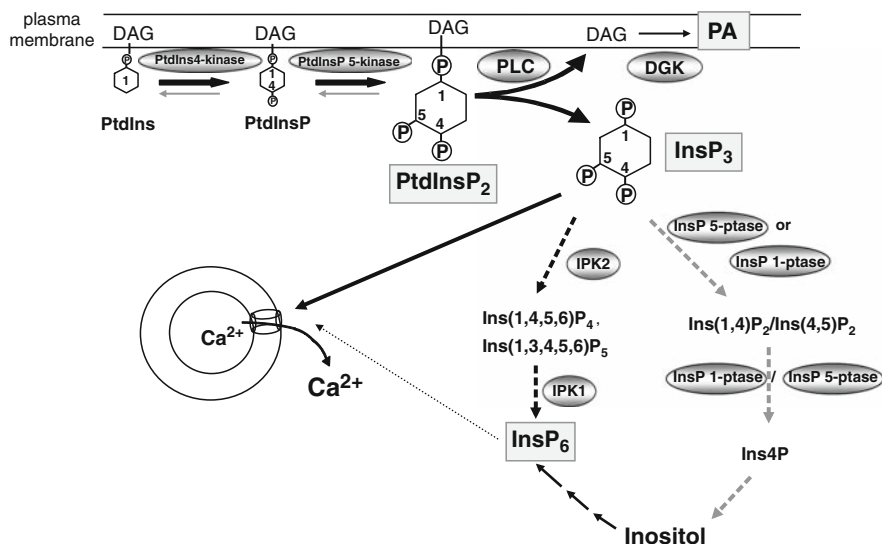 plasma membrane
DAG DAG DAG DAG PA
PtdIns4-kinase PtdInsP 5-kinase PLC DGK
P P P P
1 1 4 P 1 5 4 P P
1 5 4 P P
PtdIns PtdInsP PtdInsP2 InsP3
InsP 5-ptase or
InsP 1-ptase
IPK2
Ins(1,4,5,6)P4,
Ins(1,3,4,5,6)P5
Ins(1,4)P2/Ins(4,5)P2
Ca2+
Ca2+
InsP 1-ptase / InsP 5-ptase
IPK1
InsP6
Ins4P
Inositol